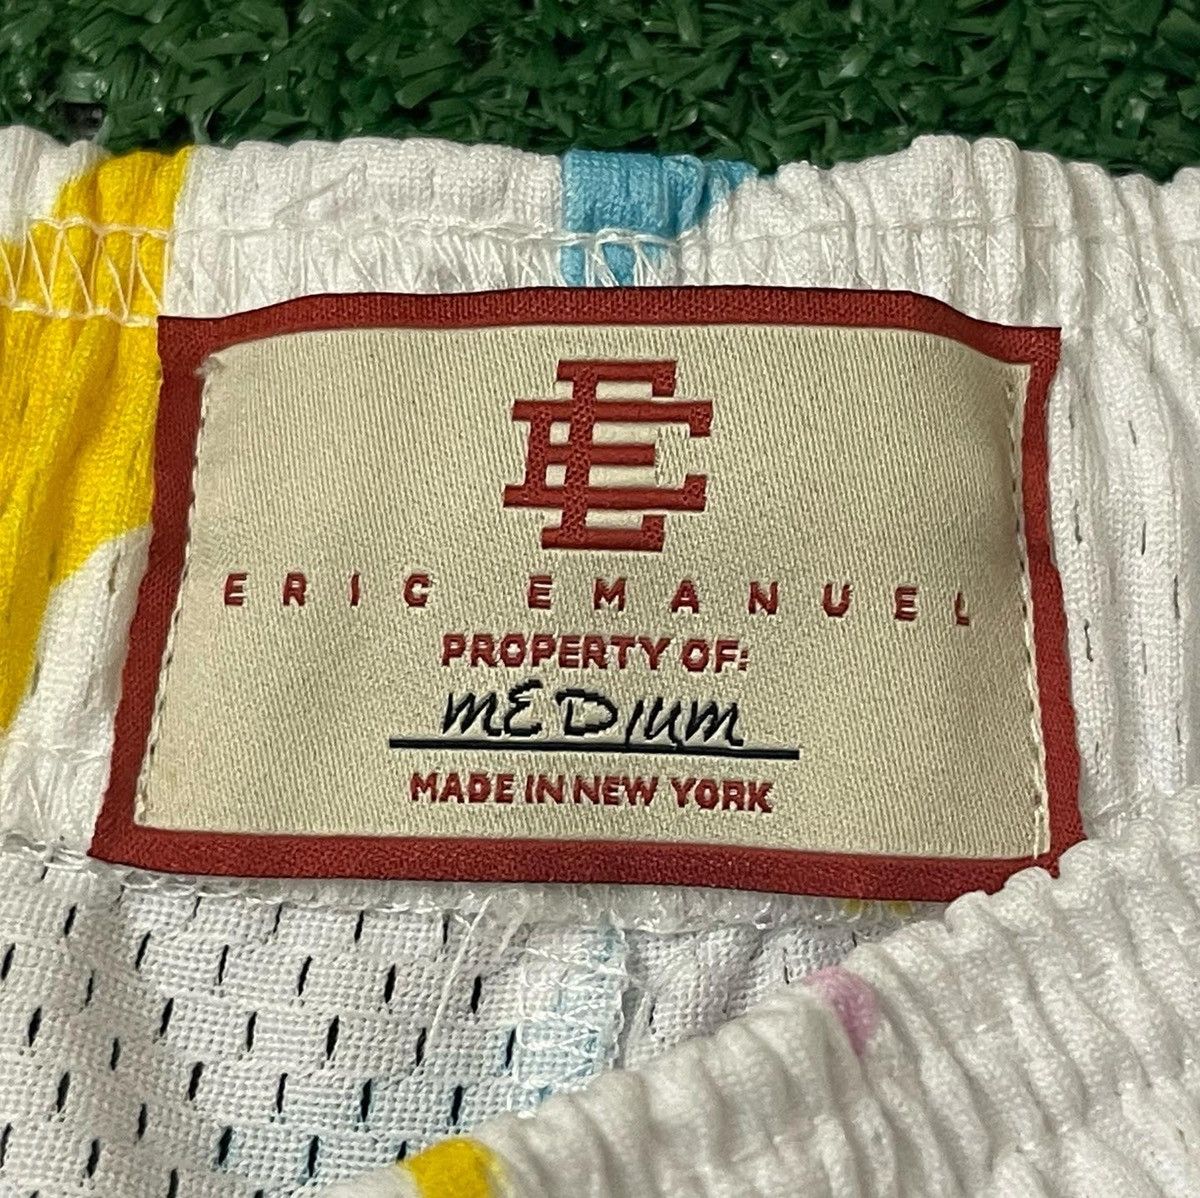 EE
ERIC EMANUEL
PROPERTY OF:
MEDIUM
MADE IN NEW YORK